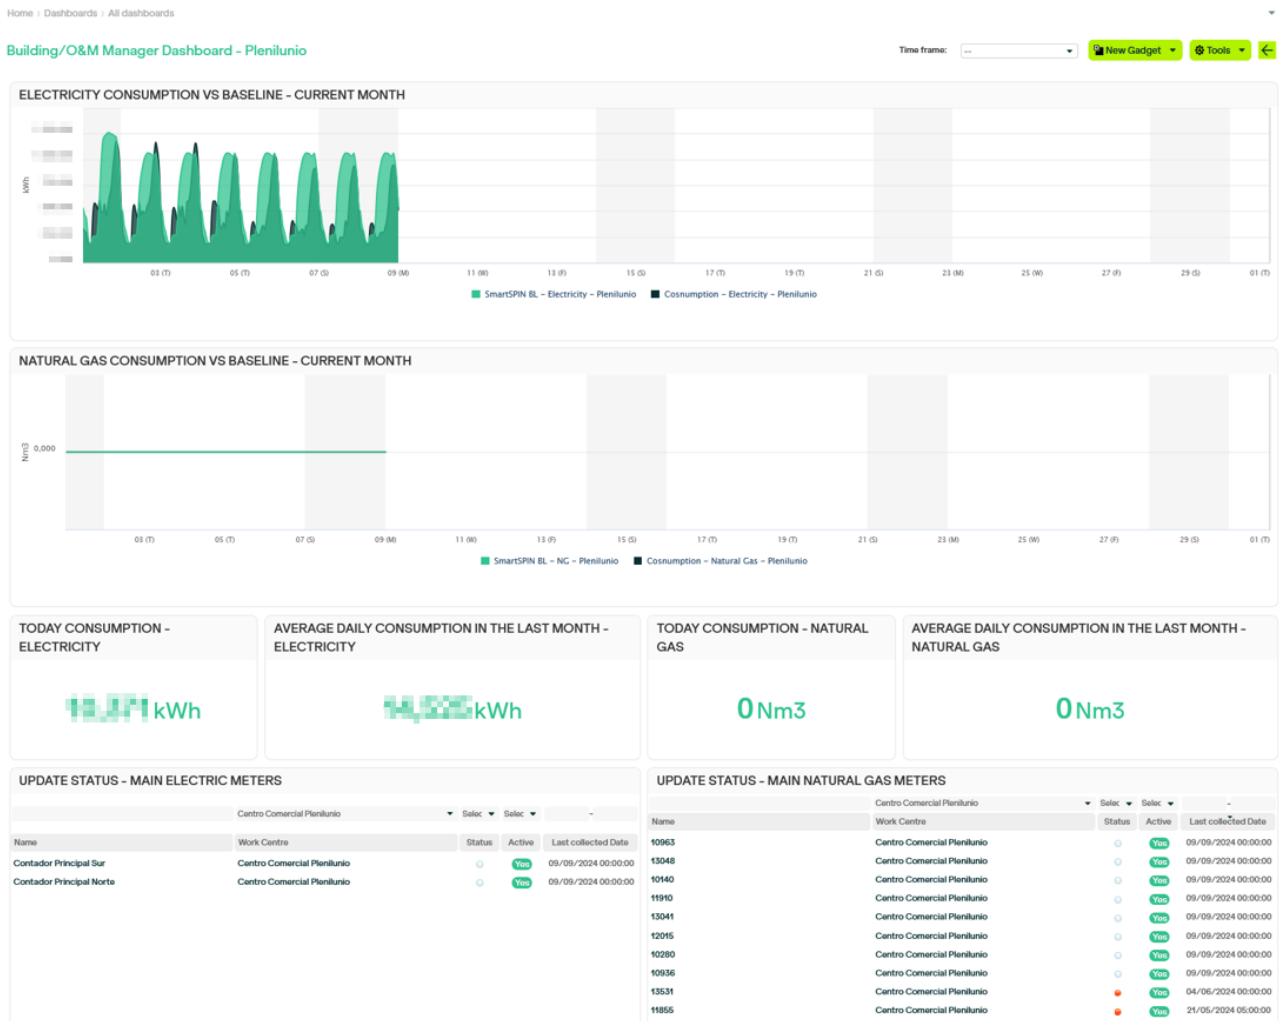 Home › Dashboards › All dashboards
Building/O&M Manager Dashboard - Plenilunio
Time frame: -- New Gadget Tools
ELECTRICITY CONSUMPTION VS BASELINE - CURRENT MONTH
kWh
03 (T) 05 (T) 07 (S) 09 (M) 11 (W) 13 (F) 15 (S) 17 (T) 19 (T) 21 (S) 23 (M) 25 (W) 27 (F) 29 (S) 01 (T)
SmartSPIN BL - Electricity - Plenilunio Cosnumption - Electricity - Plenilunio
NATURAL GAS CONSUMPTION VS BASELINE - CURRENT MONTH
Nm3
0,000
03 (T) 05 (T) 07 (S) 09 (M) 11 (W) 13 (F) 15 (S) 17 (T) 19 (T) 21 (S) 23 (M) 25 (W) 27 (F) 29 (S) 01 (T)
SmartSPIN BL - NG - Plenilunio Cosnumption - Natural Gas - Plenilunio
TODAY CONSUMPTION -
ELECTRICITY
kWh
AVERAGE DAILY CONSUMPTION IN THE LAST MONTH -
ELECTRICITY
kWh
TODAY CONSUMPTION - NATURAL
GAS
0 Nm3
AVERAGE DAILY CONSUMPTION IN THE LAST MONTH -
NATURAL GAS
0 Nm3
UPDATE STATUS - MAIN ELECTRIC METERS
Centro Comercial Plenilunio Selec Selec -
Name Work Centre Status Active Last collected Date
Contador Principal Sur Centro Comercial Plenilunio Yes 09/09/2024 00:00:00
Contador Principal Norte Centro Comercial Plenilunio Yes 09/09/2024 00:00:00
UPDATE STATUS - MAIN NATURAL GAS METERS
Centro Comercial Plenilunio Selec Selec -
Name Work Centre Status Active Last collected Date
10963 Centro Comercial Plenilunio Yes 09/09/2024 00:00:00
13048 Centro Comercial Plenilunio Yes 09/09/2024 00:00:00
10140 Centro Comercial Plenilunio Yes 09/09/2024 00:00:00
11910 Centro Comercial Plenilunio Yes 09/09/2024 00:00:00
13041 Centro Comercial Plenilunio Yes 09/09/2024 00:00:00
12015 Centro Comercial Plenilunio Yes 09/09/2024 00:00:00
10280 Centro Comercial Plenilunio Yes 09/09/2024 00:00:00
10936 Centro Comercial Plenilunio Yes 09/09/2024 00:00:00
13531 Centro Comercial Plenilunio Yes 04/06/2024 00:00:00
11855 Centro Comercial Plenilunio Yes 21/05/2024 05:00:00